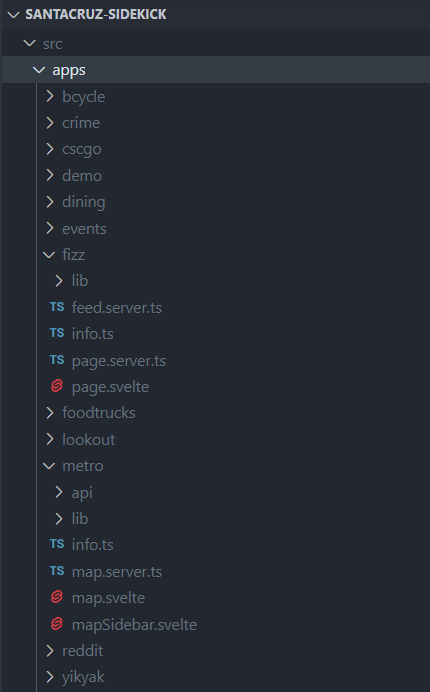 SANTACRUZ-SIDEKICK
src
apps
bcycle
crime
cscgo
demo
dining
events
fizz
lib
TS feed.server.ts
TS info.ts
TS page.server.ts
page.svelte
foodtrucks
lookout
metro
api
lib
TS info.ts
TS map.server.ts
map.svelte
mapSidebar.svelte
reddit
yikyak